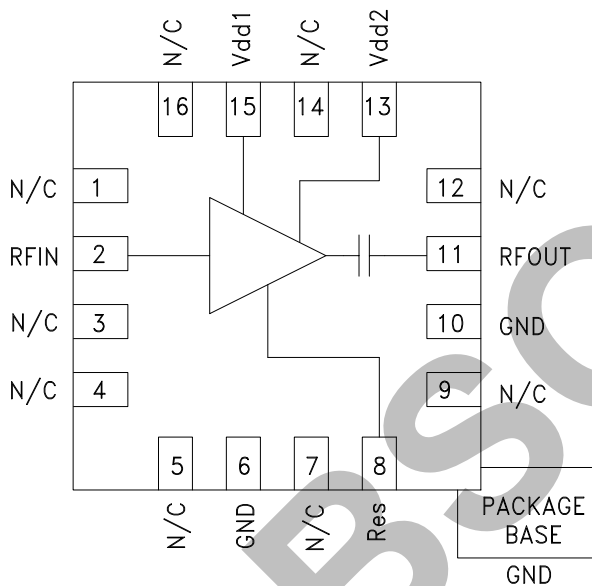 N/C
Vdd1
N/C
Vdd2
16
15
14
13
N/C
1
12
N/C
RFIN
2
11
RFOUT
N/C
3
10
GND
N/C
4
9
N/C
5
6
7
8
N/C
GND
N/C
Res
PACKAGE
BASE
GND
BSO